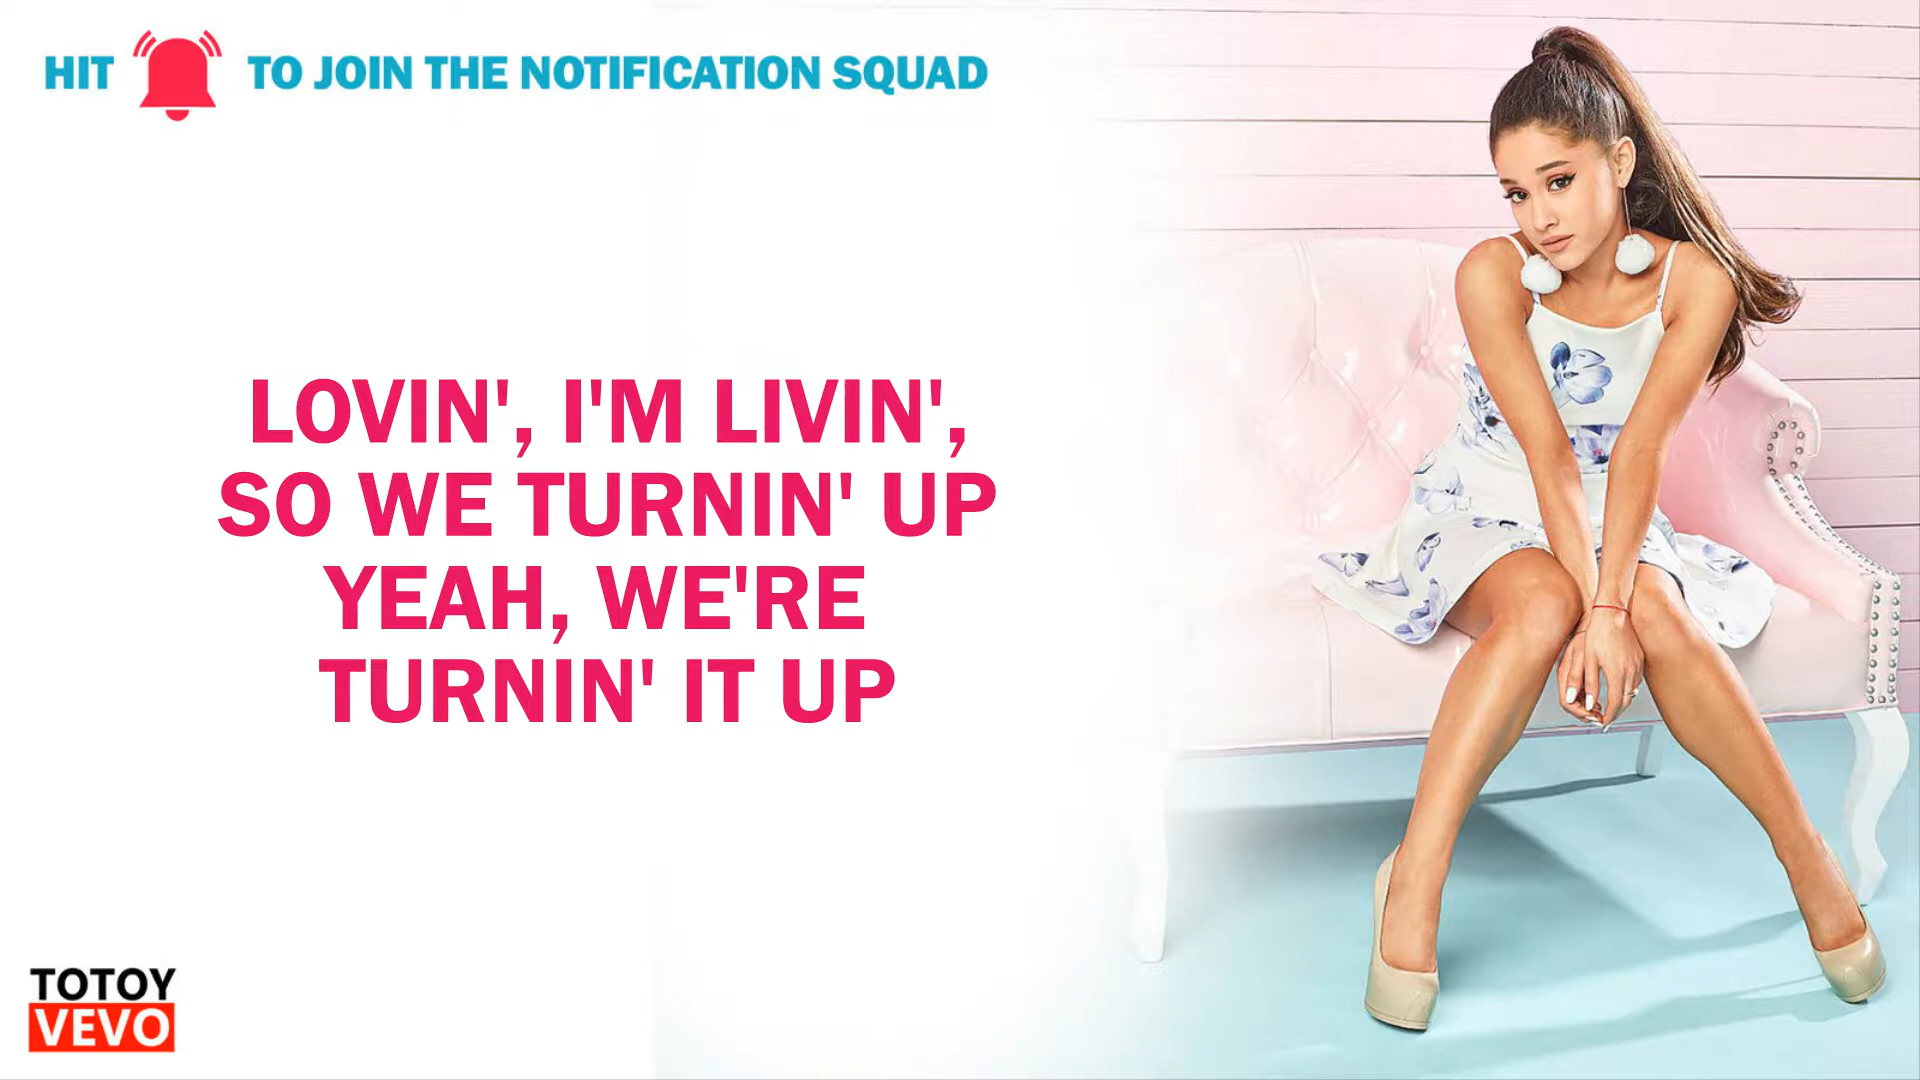 HIT TO JOIN THE NOTIFICATION SQUAD
LOVIN', I'M LIVIN',
SO WE TURNIN' UP
YEAH, WE'RE
TURNIN' IT UP
TOTOY
VEVO